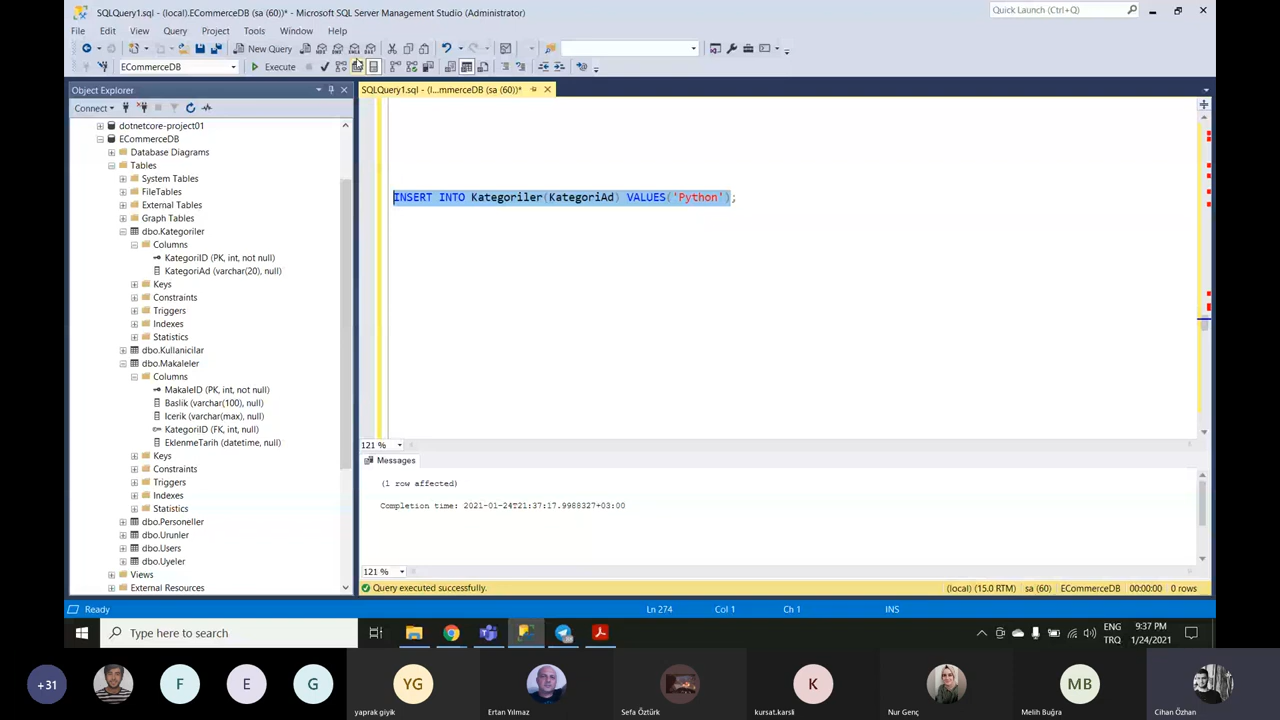 SQLQuery1.sql - (local).ECommerceDB (sa (60))* - Microsoft SQL Server Management Studio (Administrator)
Quick Launch (Ctrl+Q)
File Edit View Query Project Tools Window Help
New Query
ECommerceDB
Execute
Object Explorer
SQLQuery1.sql - (l...mmerceDB (sa (60))*
Connect
dotnetcore-project01
ECommerceDB
Database Diagrams
Tables
System Tables
FileTables
External Tables
Graph Tables
dbo.Kategoriler
Columns
KategoriID (PK, int, not null)
KategoriAd (varchar(20), null)
Keys
Constraints
Triggers
Indexes
Statistics
dbo.Kullanicilar
dbo.Makaleler
Columns
MakaleID (PK, int, not null)
Baslik (varchar(100), null)
Icerik (varchar(max), null)
KategoriID (FK, int, null)
EklenmeTarih (datetime, null)
Keys
Constraints
Triggers
Indexes
Statistics
dbo.Personeller
dbo.Urunler
dbo.Users
dbo.Uyeler
Views
External Resources
INSERT INTO Kategoriler(KategoriAd) VALUES('Python');
121 %
Messages
(1 row affected)
Completion time: 2021-01-24T21:37:17.9988327+03:00
121 %
Query executed successfully.
(local) (15.0 RTM) sa (60) ECommerceDB 00:00:00 0 rows
Ready
Ln 274 Col 1 Ch 1 INS
Type here to search
ENG
TRQ
9:37 PM
1/24/2021
+31
F
E
G
YG
K
MB
yaprak giyik
Ertan Yılmaz
Sefa Öztürk
kursat.karsli
Nur Genç
Melih Buğra
Cihan Özhan